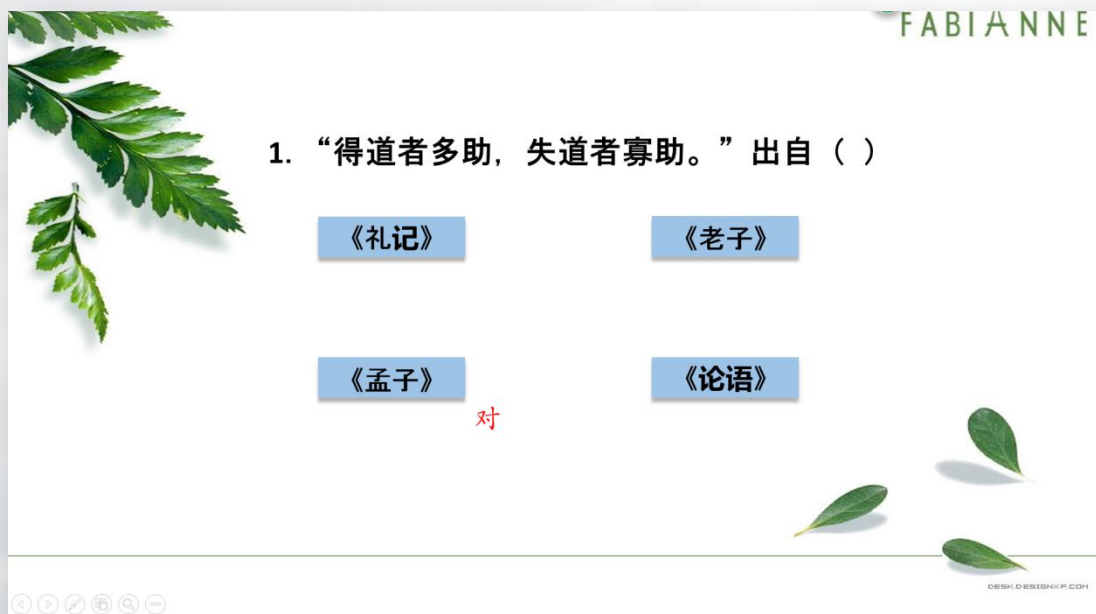 FABIANNE
1. “得道者多助，失道者寡助。”出自（ ）
《礼记》 《老子》
《孟子》 《论语》
对
DESK.DESIGNXP.COM